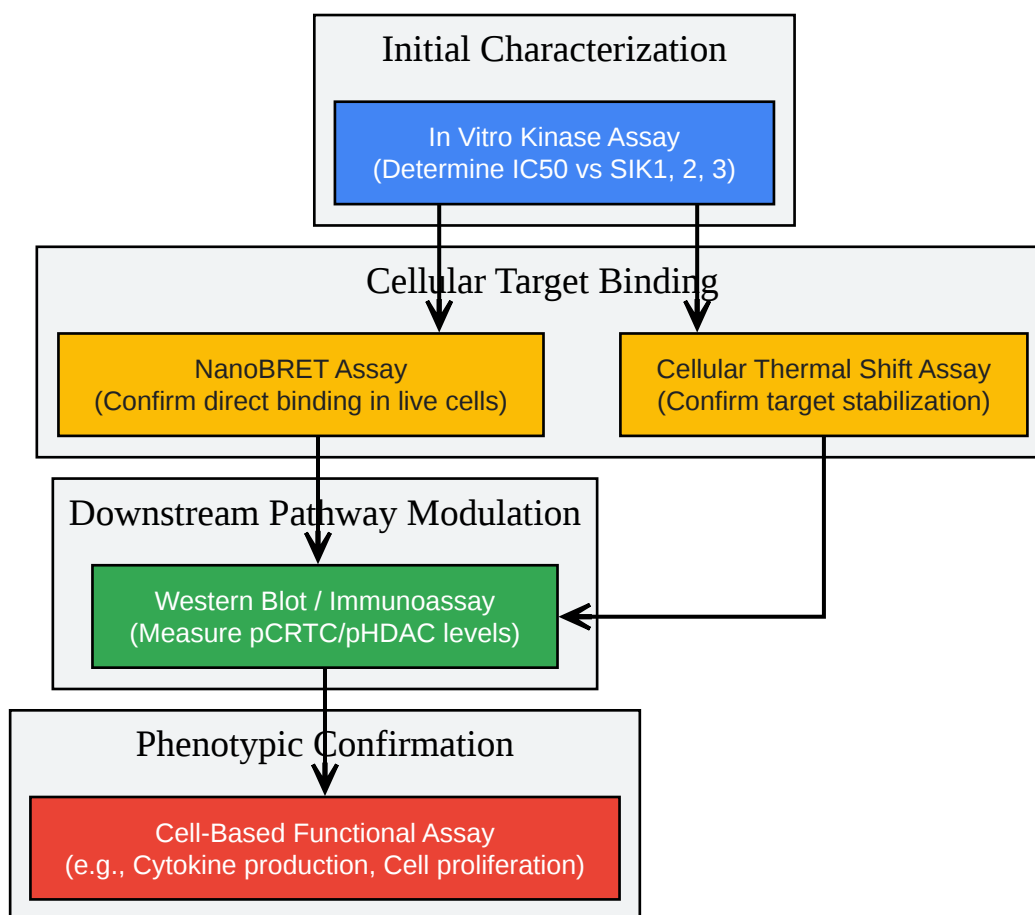 Initial Characterization
In Vitro Kinase Assay
(Determine IC50 vs SIK1, 2, 3)
Cellular Target Binding
NanoBRET Assay
(Confirm direct binding in live cells)
Cellular Thermal Shift Assay
(Confirm target stabilization)
Downstream Pathway Modulation
Western Blot / Immunoassay
(Measure pCRTC/pHDAC levels)
Phenotypic Confirmation
Cell-Based Functional Assay
(e.g., Cytokine production, Cell proliferation)